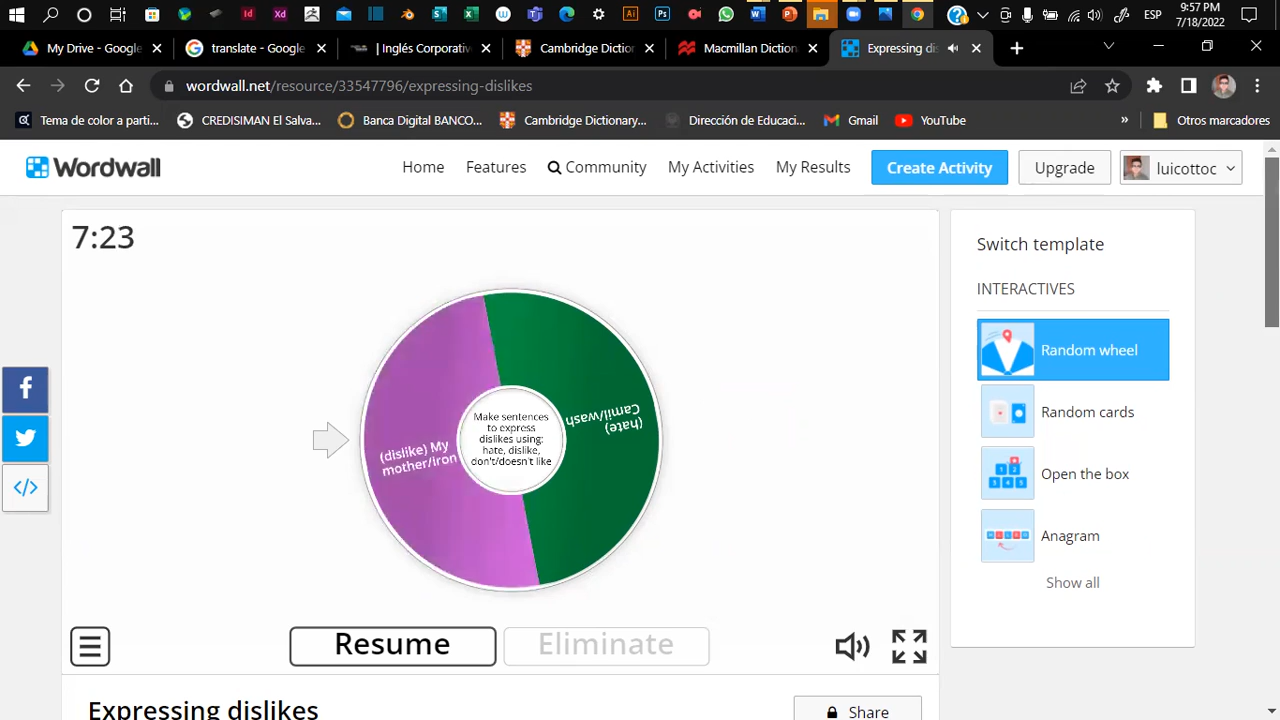 ESP
9:57 PM
7/18/2022
My Drive - Google
translate - Google
| Inglés Corporativ
Cambridge Dictio
Macmillan Diction
Expressing dis
wordwall.net/resource/33547796/expressing-dislikes
Tema de color a parti...
CREDISIMAN El Salva...
Banca Digital BANCO...
Cambridge Dictionary...
Dirección de Educaci...
Gmail
YouTube
»
Otros marcadores
Wordwall
Home
Features
Community
My Activities
My Results
Create Activity
Upgrade
luicottoc
7:23
(dislike) My
mother/iron
Make sentences
to express
dislikes using:
hate, dislike,
don't/doesn't like
(hate)
Camil/wash
Resume
Eliminate
Expressing dislikes
Share
Switch template
INTERACTIVES
Random wheel
Random cards
Open the box
Anagram
Show all